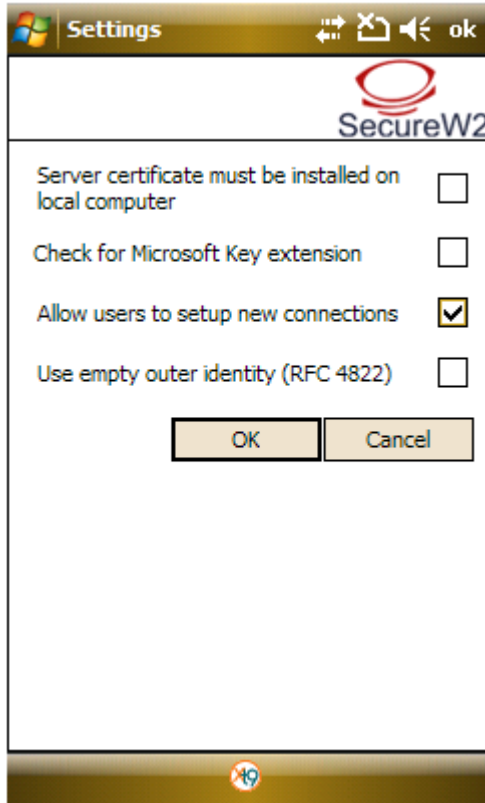 Settings
ok
SecureW2
Server certificate must be installed on
local computer
Check for Microsoft Key extension
Allow users to setup new connections
Use empty outer identity (RFC 4822)
OK
Cancel